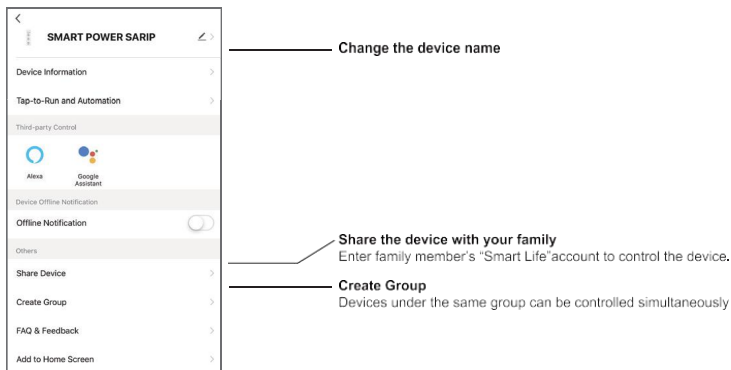 SMART POWER SARIP
Change the device name
Device Information
Tap-to-Run and Automation
Third-party Control
Alexa
Google
Assistant
Device Offline Notification
Offline Notification
Others
Share Device
Share the device with your family
Enter family member's “Smart Life”account to control the device.
Create Group
Create Group
Devices under the same group can be controlled simultaneously
FAQ & Feedback
Add to Home Screen